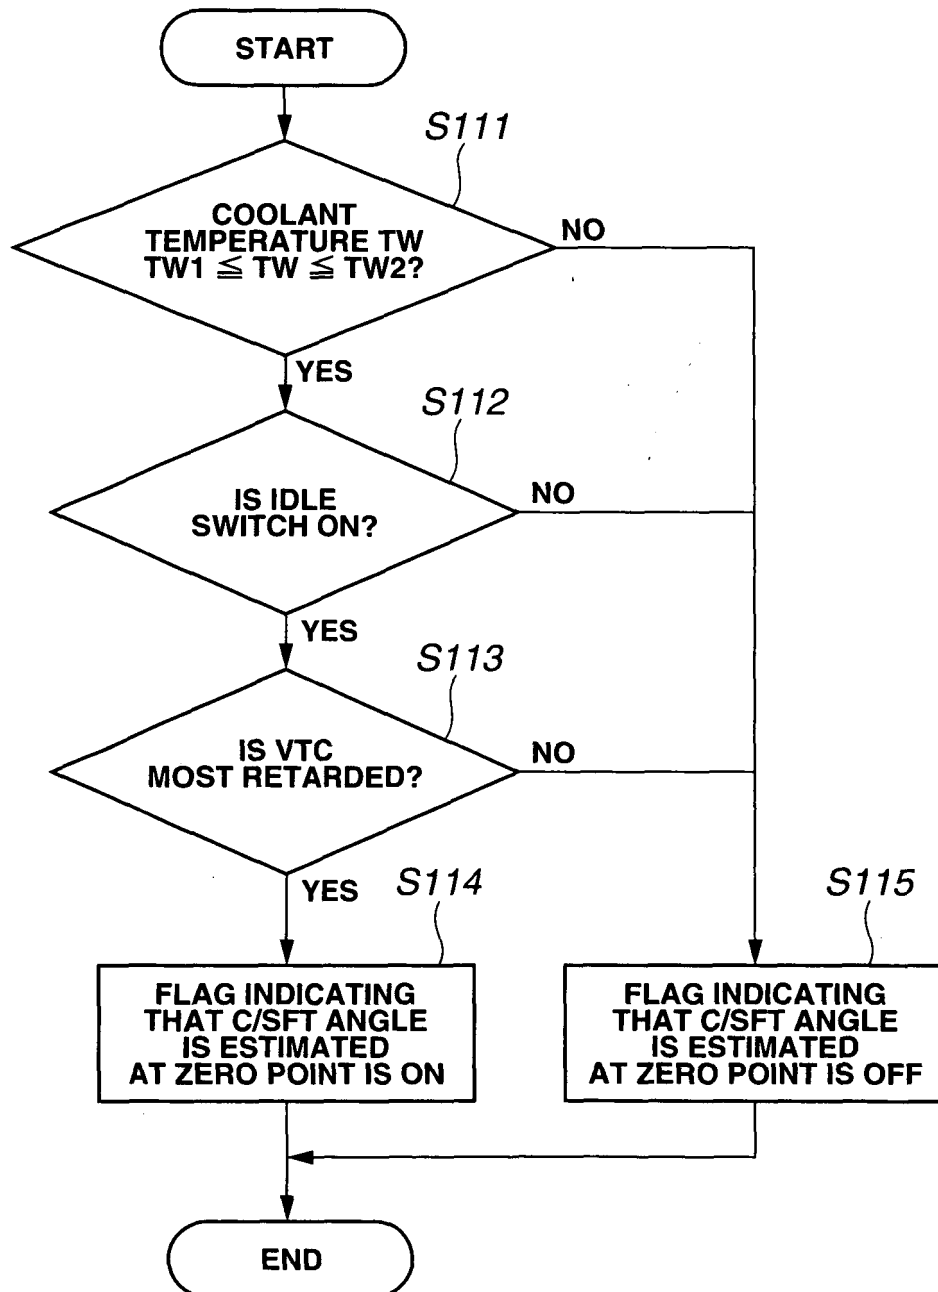 START
S111
COOLANT
TEMPERATURE TW
TW1 ≦ TW ≦ TW2?
NO
YES
S112
IS IDLE
SWITCH ON?
NO
YES
S113
IS VTC
MOST RETARDED?
NO
YES
S114
FLAG INDICATING
THAT C/SFT ANGLE
IS ESTIMATED
AT ZERO POINT IS ON
S115
FLAG INDICATING
THAT C/SFT ANGLE
IS ESTIMATED
AT ZERO POINT IS OFF
END